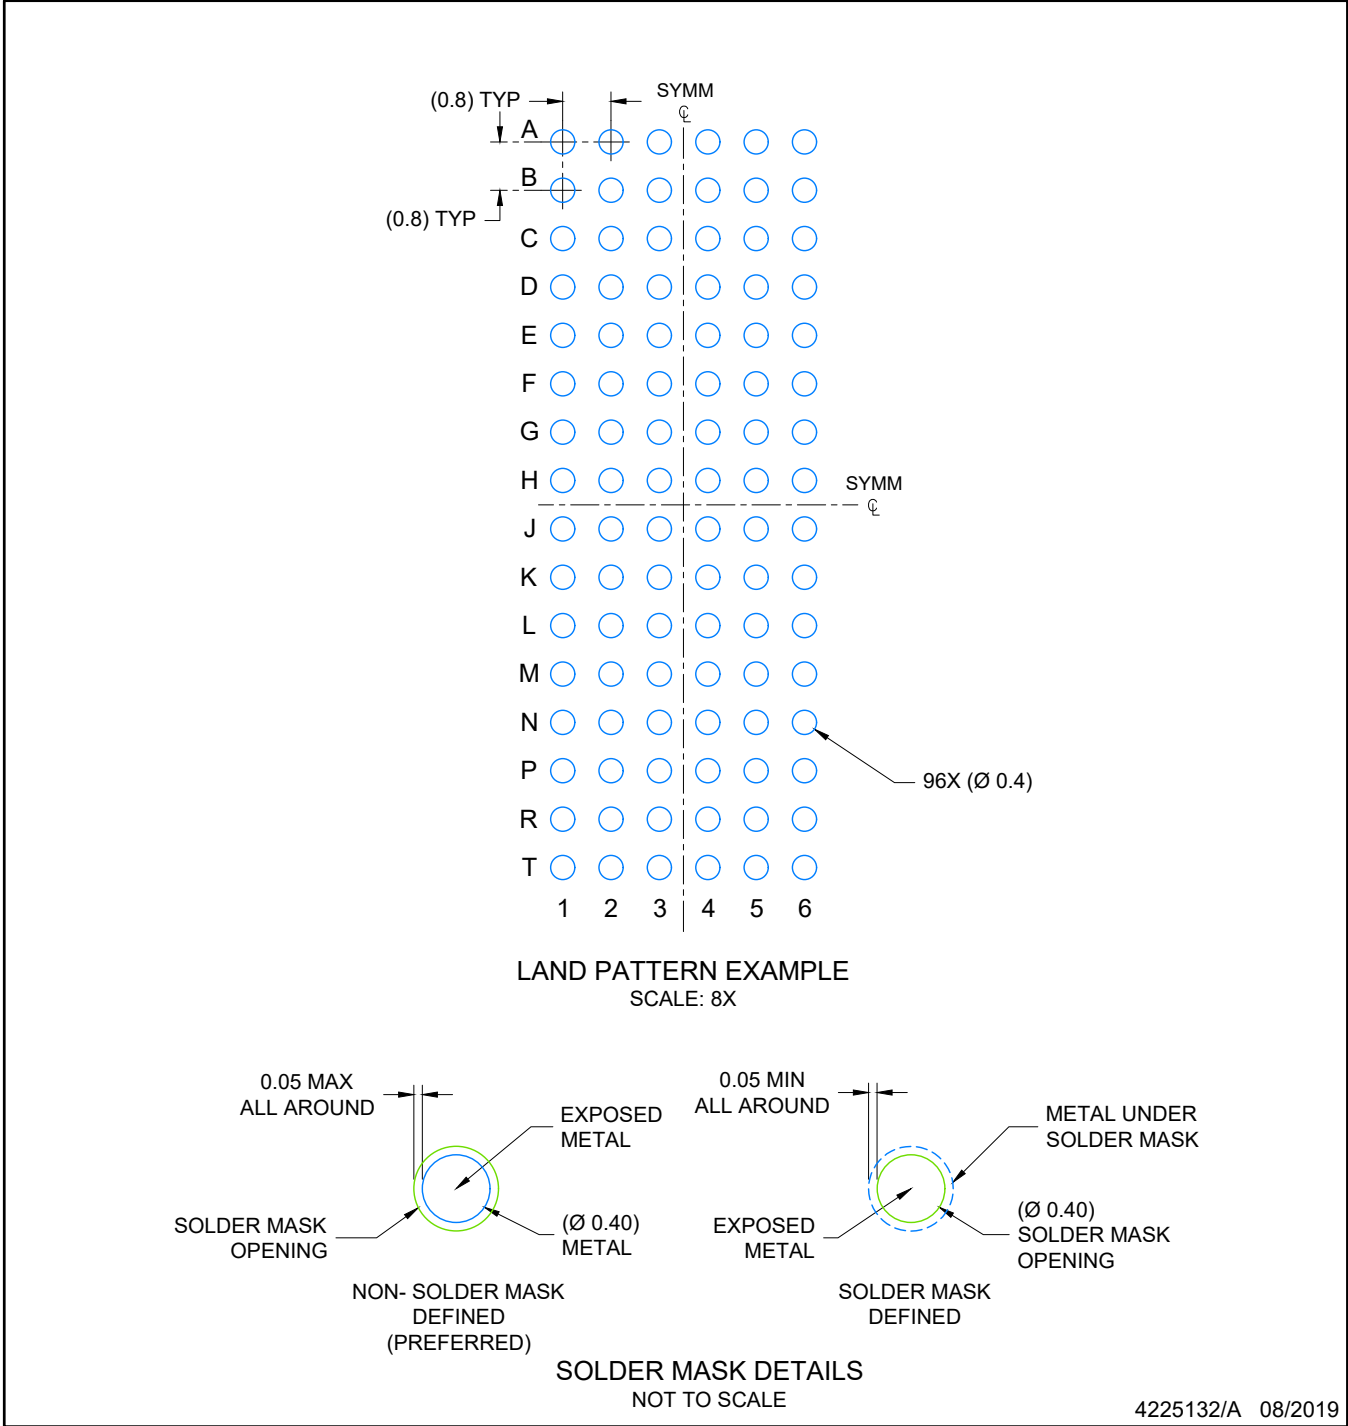 (0.8) TYP
SYMM
℄
A
B
(0.8) TYP
C
D
E
F
G
H
SYMM
℄
J
K
L
M
N
P
96X (Ø 0.4)
R
T
1 2 3 4 5 6
LAND PATTERN EXAMPLE
SCALE: 8X
0.05 MAX
ALL AROUND
EXPOSED
METAL
SOLDER MASK
OPENING
(Ø 0.40)
METAL
NON- SOLDER MASK
DEFINED
(PREFERRED)
0.05 MIN
ALL AROUND
METAL UNDER
SOLDER MASK
EXPOSED
METAL
(Ø 0.40)
SOLDER MASK
OPENING
SOLDER MASK
DEFINED
SOLDER MASK DETAILS
NOT TO SCALE
4225132/A 08/2019